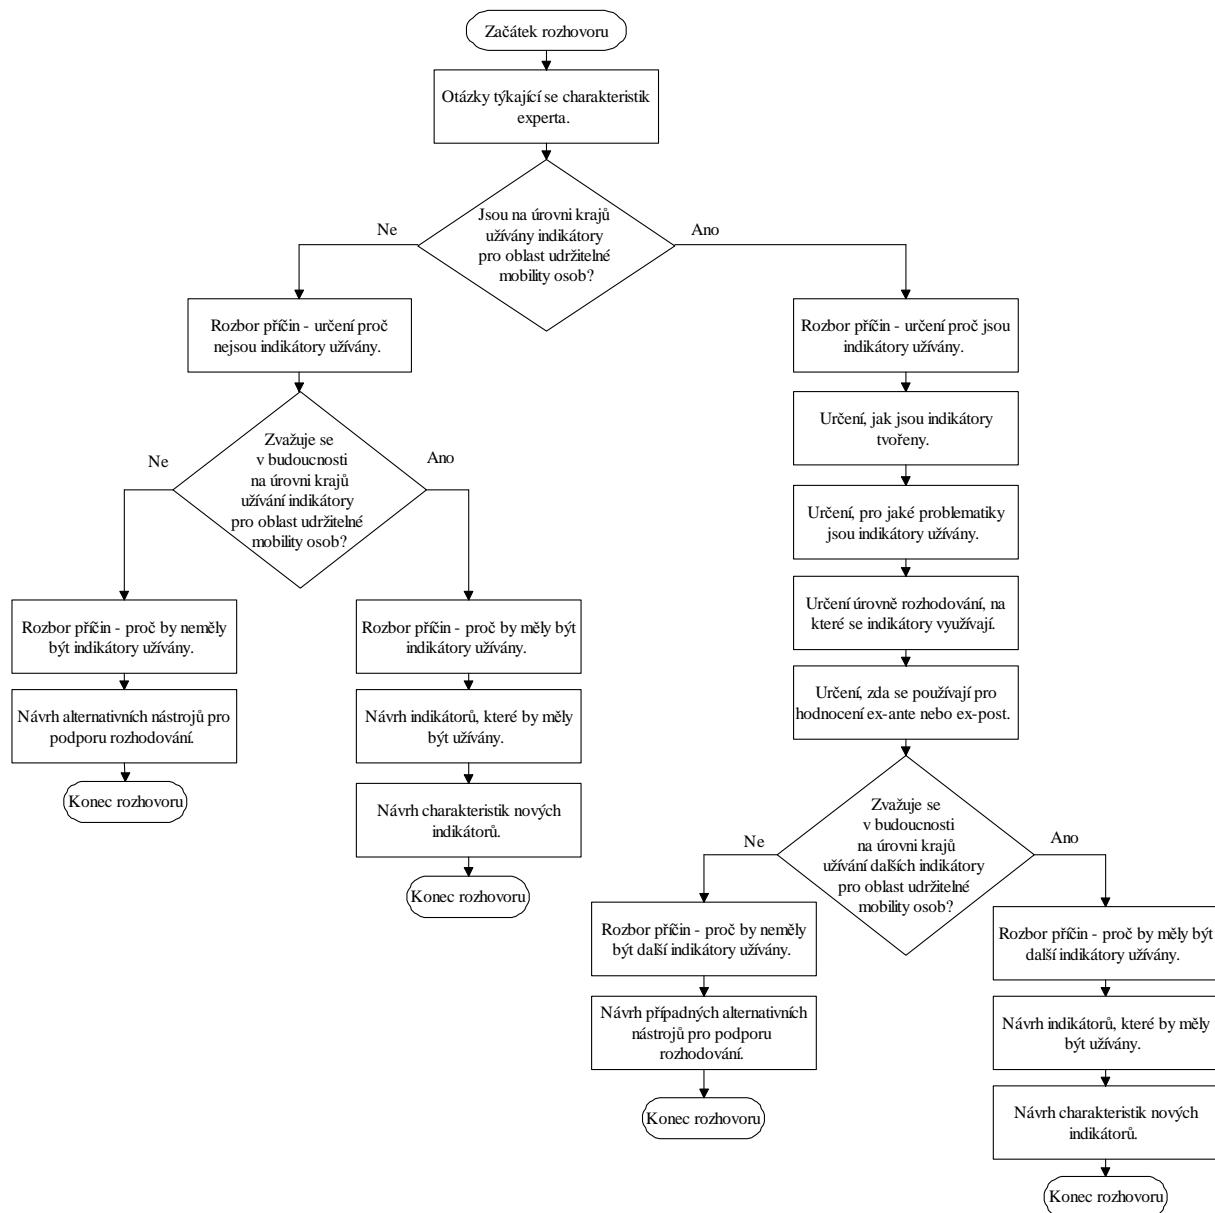 Začátek rozhovoru
Otázky týkající se charakteristik
experta.
Jsou na úrovni krajů
užívány indikátory
pro oblast udržitelné
mobility osob?
Ne
Ano
Rozbor příčin - určení proč
nejsou indikátory užívány.
Zvažuje se
v budoucnosti
na úrovni krajů
užívání indikátory
pro oblast udržitelné
mobility osob?
Ne
Ano
Rozbor příčin - proč by neměly
být indikátory užívány.
Návrh alternativních nástrojů pro
podporu rozhodování.
Konec rozhovoru
Rozbor příčin - proč by měly být
indikátory užívány.
Návrh indikátorů, které by měly
být užívány.
Návrh charakteristik nových
indikátorů.
Konec rozhovoru
Rozbor příčin - určení proč jsou
indikátory užívány.
Určení, jak jsou indikátory
tvořeny.
Určení, pro jaké problematiky
jsou indikátory užívány.
Určení úrovně rozhodování, na
které se indikátory využívají.
Určení, zda se používají pro
hodnocení ex-ante nebo ex-post.
Zvažuje se
v budoucnosti
na úrovni krajů
užívání dalších indikátory
pro oblast udržitelné
mobility osob?
Ne
Ano
Rozbor příčin - proč by neměly
být další indikátory užívány.
Návrh případných alternativních
nástrojů pro podporu
rozhodování.
Konec rozhovoru
Rozbor příčin - proč by měly být
další indikátory užívány.
Návrh indikátorů, které by měly
být užívány.
Návrh charakteristik nových
indikátorů.
Konec rozhovoru